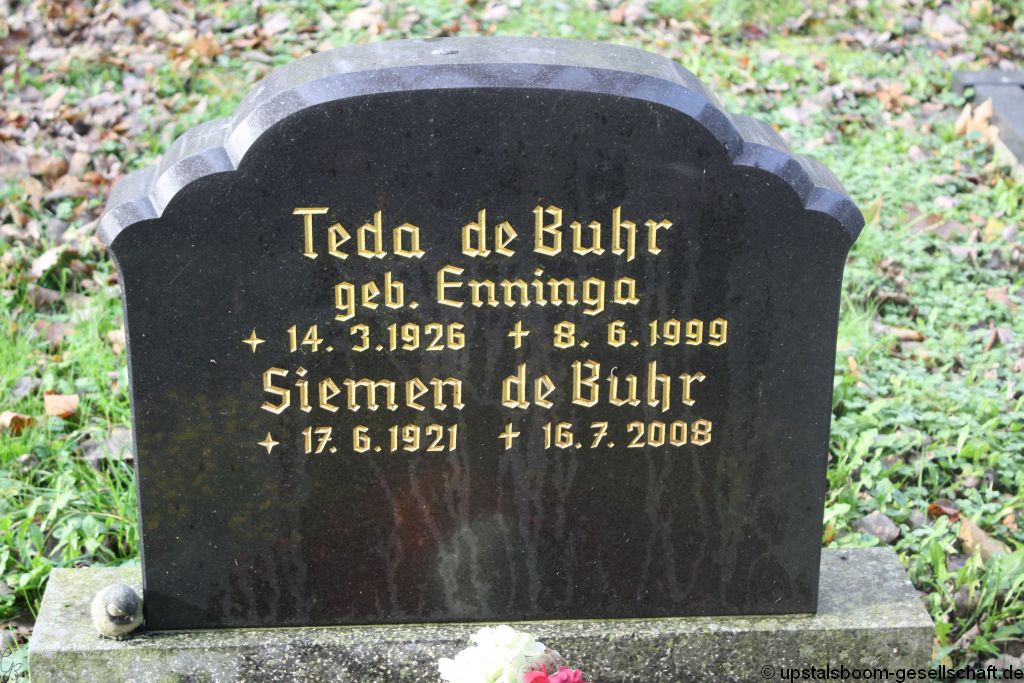 Teda de Buhr
geb. Enninga
✦ 14. 3. 1926 ✝ 8. 6. 1999
Siemen de Buhr
✦ 17. 6. 1921 ✝ 16. 7. 2008
© upstalsboom-gesellschaft.de